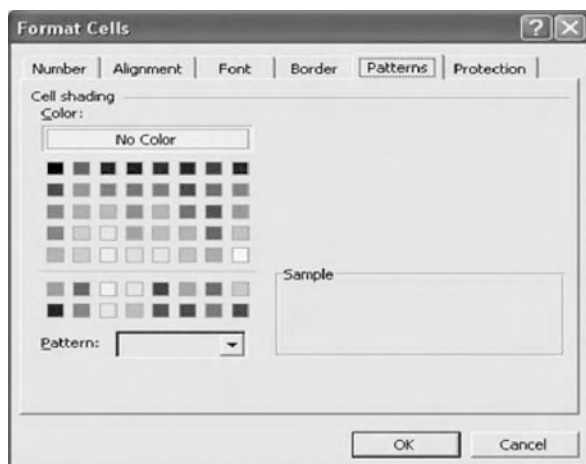 Format Cells
Number Alignment Font Border Patterns Protection
Cell shading
Color:
No Color
Sample
Pattern:
OK Cancel